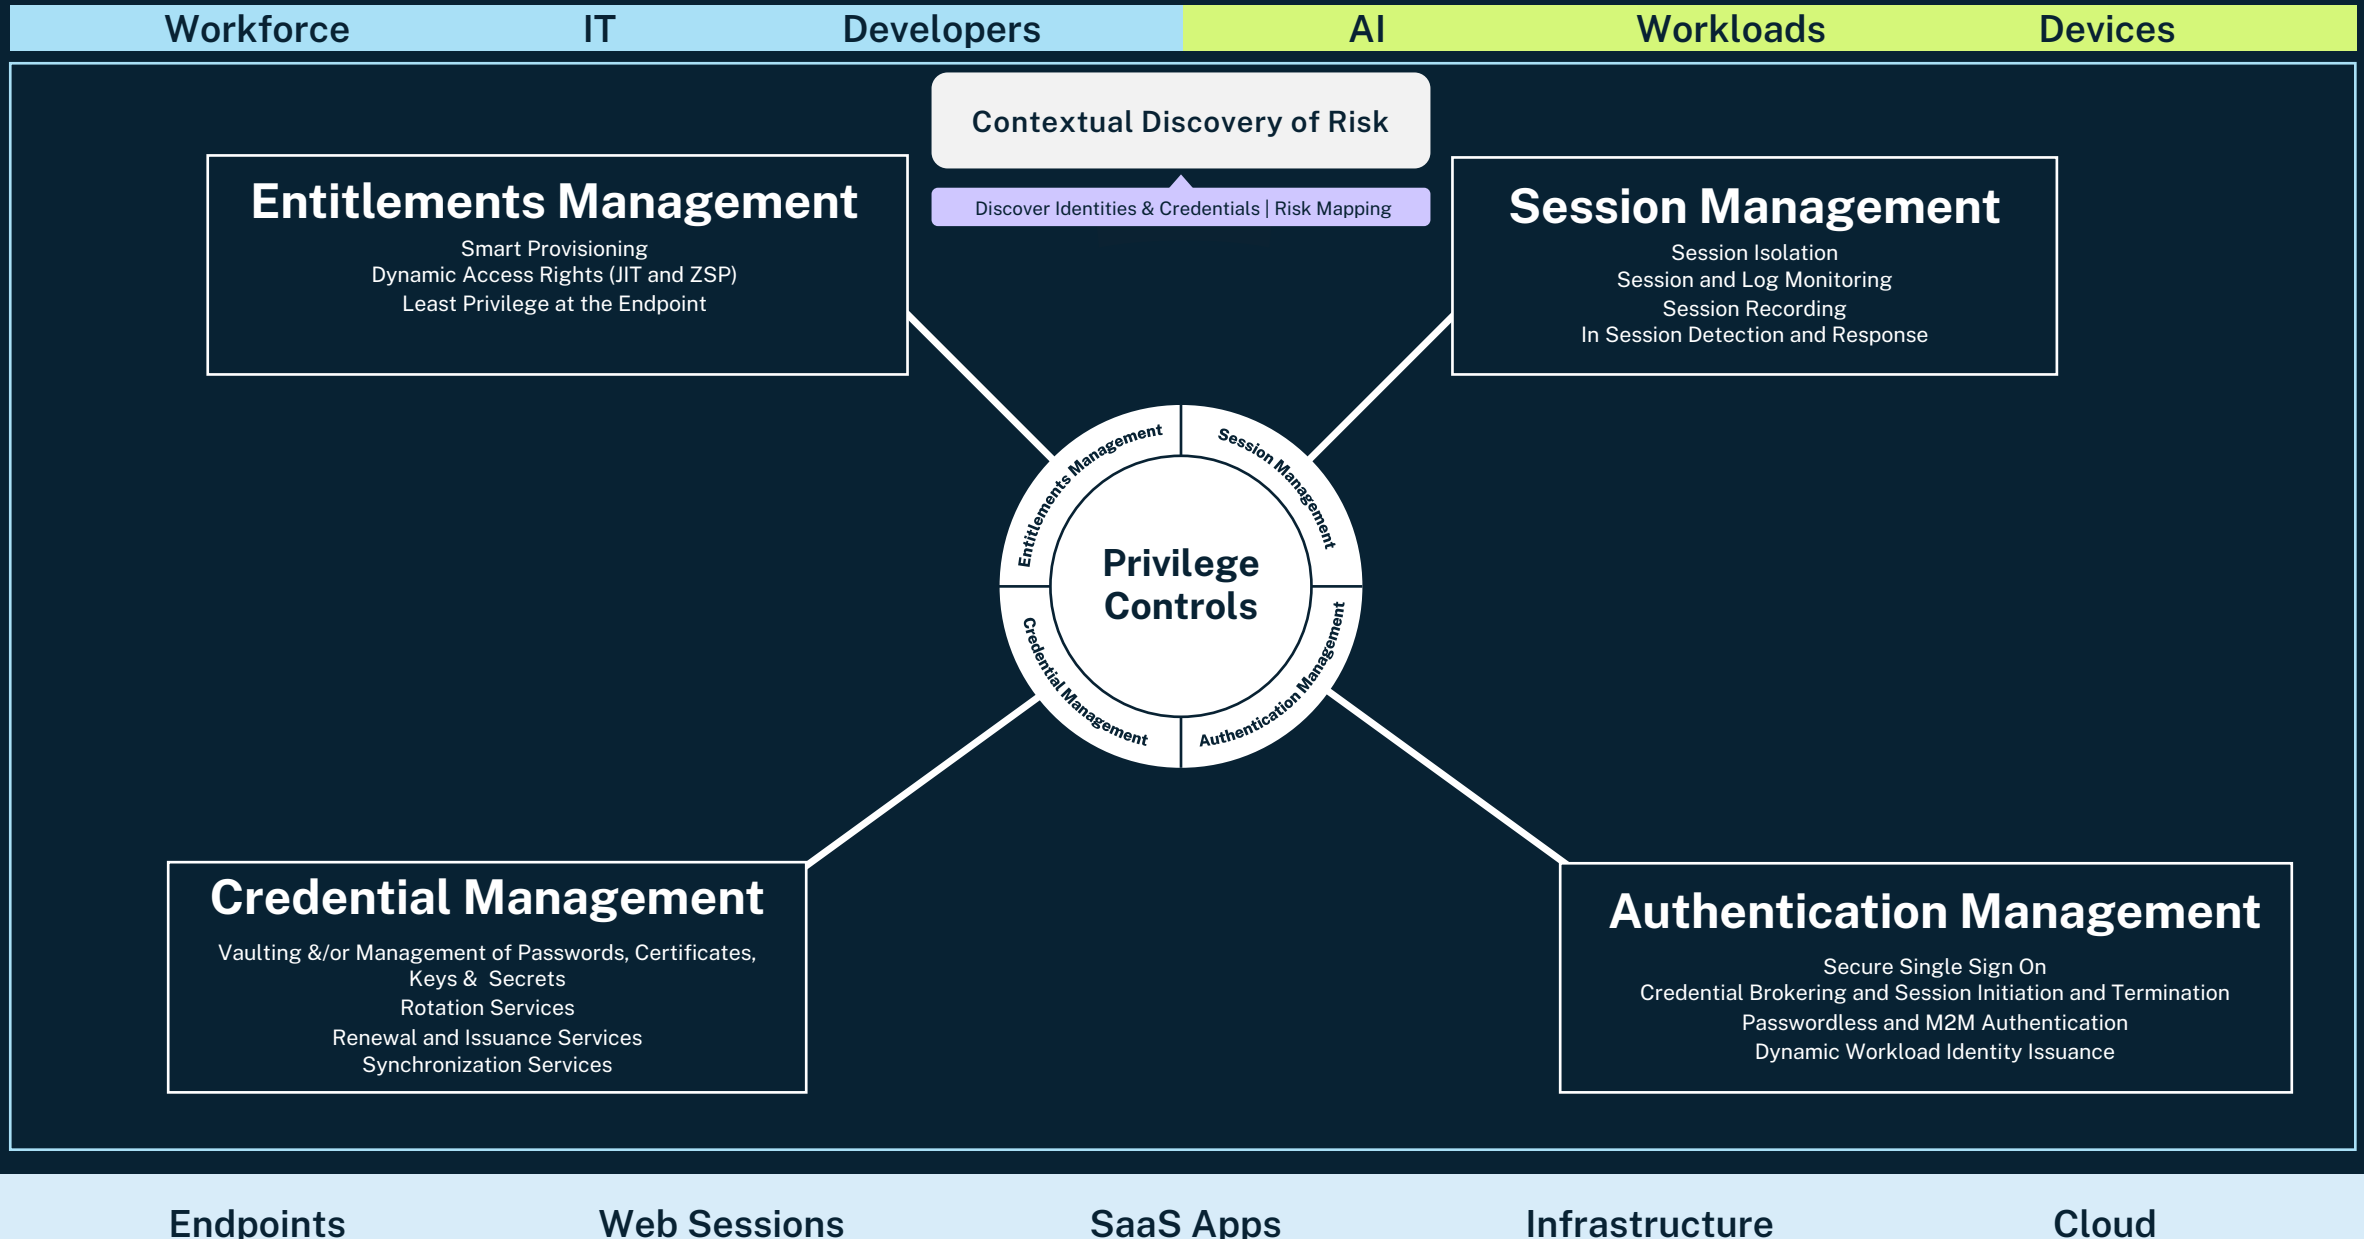 Workforce IT Developers AI Workloads Devices
Contextual Discovery of Risk
Discover Identities & Credentials | Risk Mapping
Entitlements Management
Smart Provisioning
Dynamic Access Rights (JIT and ZSP)
Least Privilege at the Endpoint
Session Management
Session Isolation
Session and Log Monitoring
Session Recording
In Session Detection and Response
Entitlements Management
Session Management
Privilege
Controls
Credential Management
Authentication Management
Credential Management
Vaulting &/or Management of Passwords, Certificates,
Keys &  Secrets
Rotation Services
Renewal and Issuance Services
Synchronization Services
Authentication Management
Secure Single Sign On
Credential Brokering and Session Initiation and Termination
Passwordless and M2M Authentication
Dynamic Workload Identity Issuance
Endpoints Web Sessions SaaS Apps Infrastructure Cloud